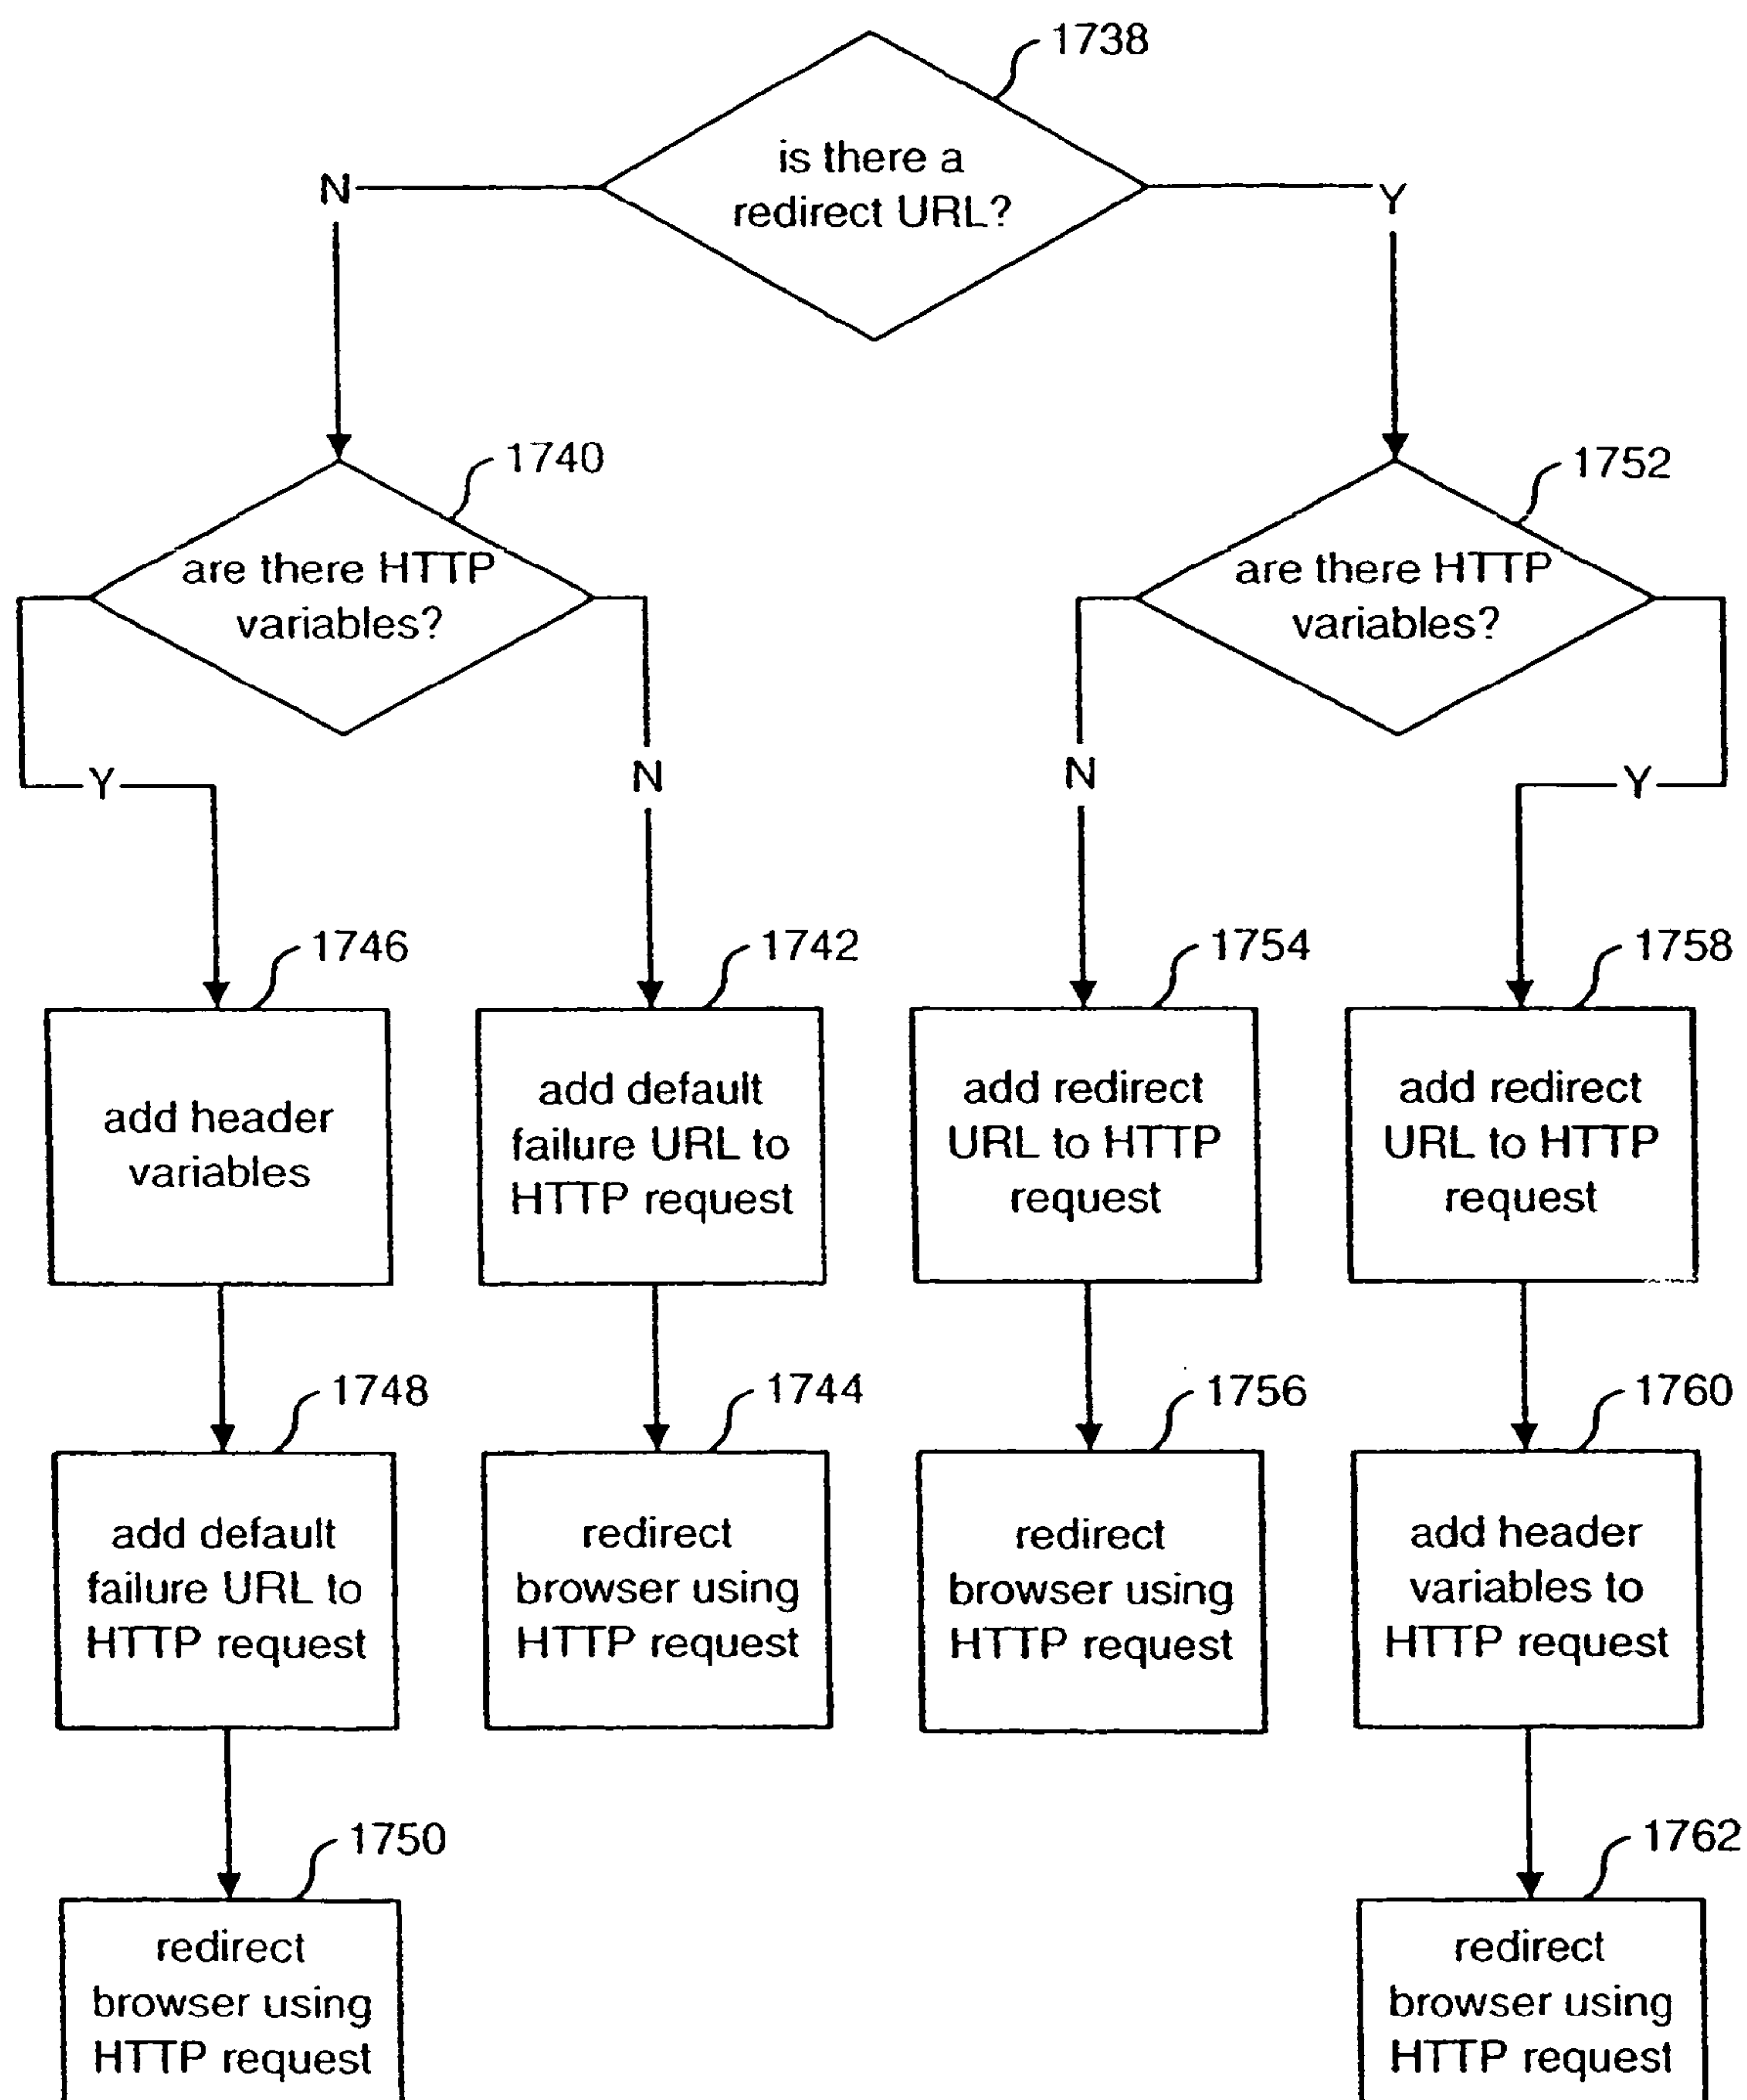 1738
is there a
redirect URL?
N
Y
1740
are there HTTP
variables?
1752
are there HTTP
variables?
Y
N
N
Y
1746
add header
variables
1742
add default
failure URL to
HTTP request
1754
add redirect
URL to HTTP
request
1758
add redirect
URL to HTTP
request
1748
add default
failure URL to
HTTP request
1744
redirect
browser using
HTTP request
1756
redirect
browser using
HTTP request
1760
add header
variables to
HTTP request
1750
redirect
browser using
HTTP request
1762
redirect
browser using
HTTP request